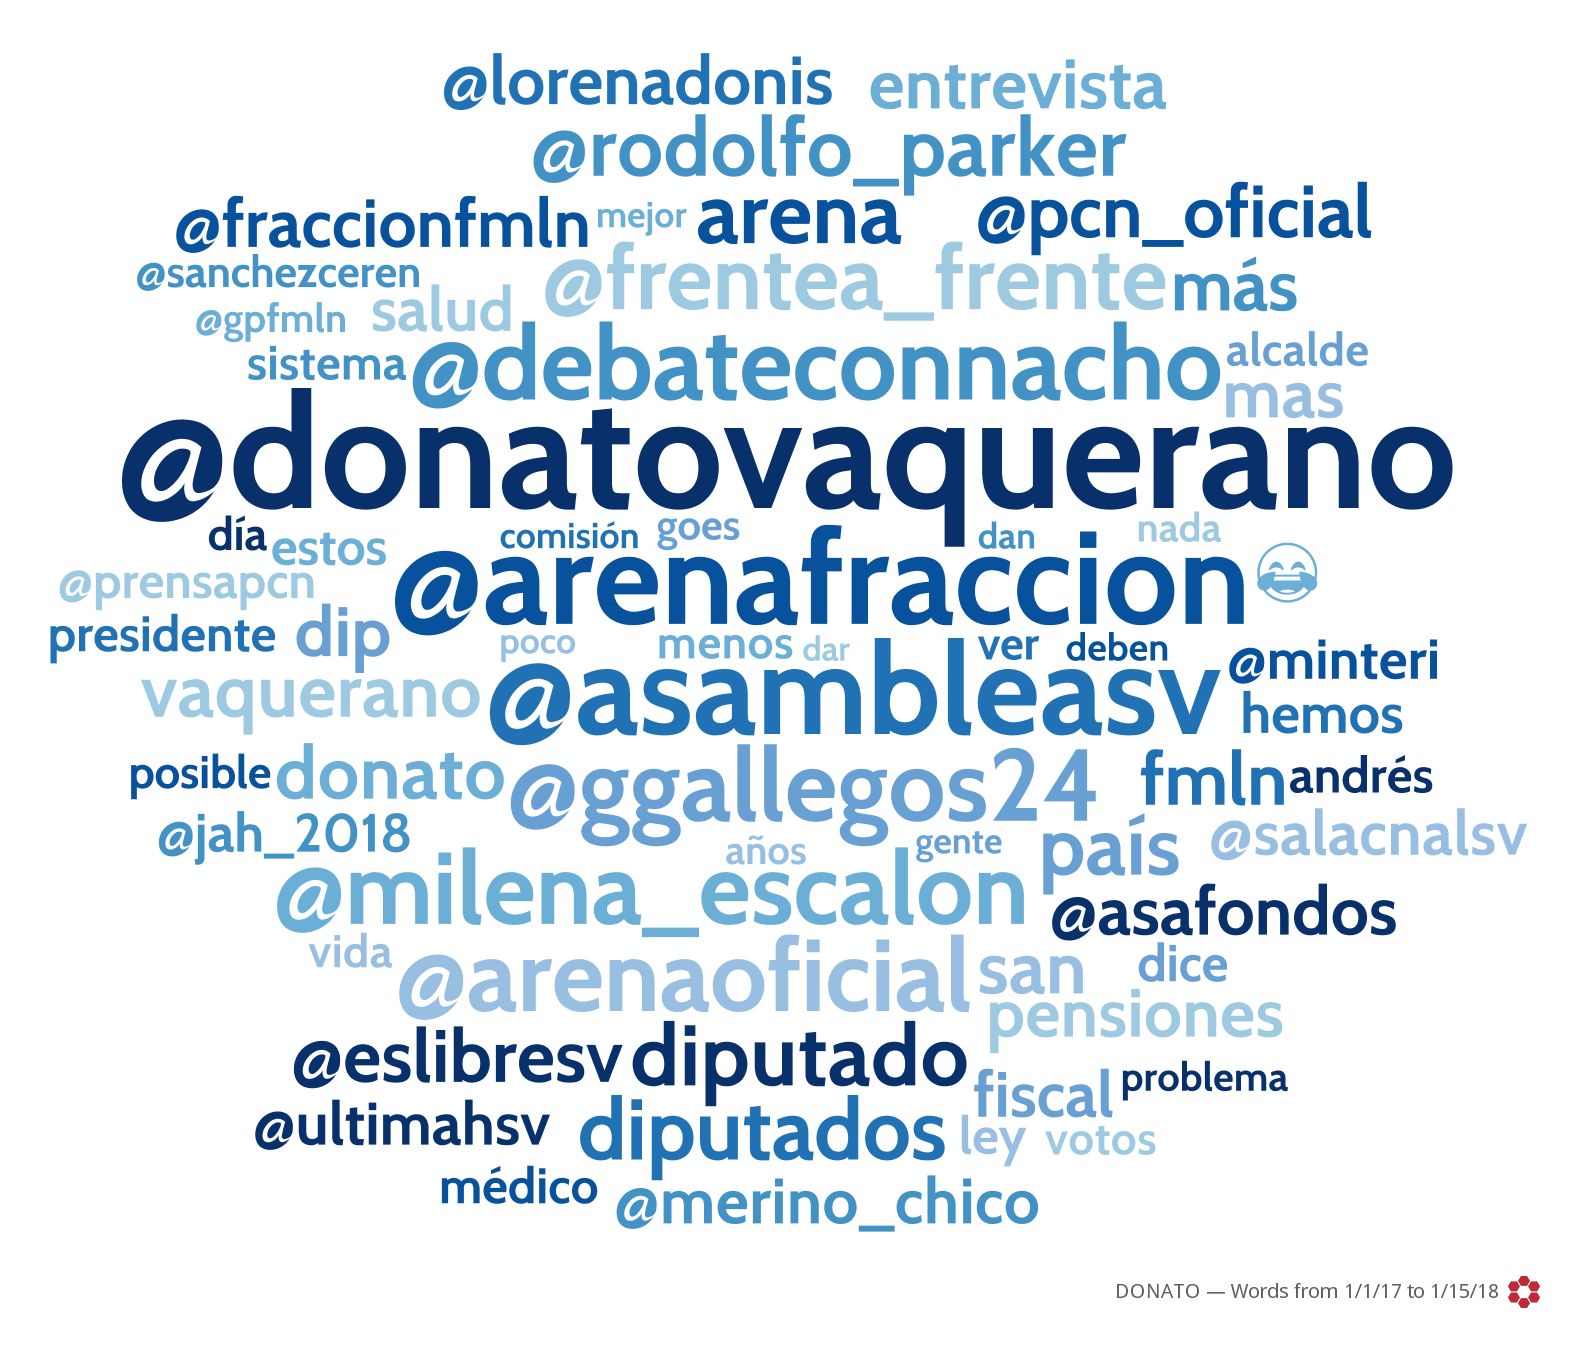 @lorenadonis entrevista
@rodolfo_parker
@fraccionfmln mejor arena @pcn_oficial
@sanchezceren @frentea_frente más
@gpfmln salud
sistema @debateconnacho alcalde
mas
@donatovaquerano
día estos comisión goes dan nada
@prensapcn @arenafraccion 😂
presidente dip poco menos dar ver deben @minteri
vaquerano @asambleasv hemos
posible donato @ggallegos24 fmln andrés
@jah_2018 años gente país @salacnalsv
@milena_escalon @asafondos
vida @arenaoficial san dice
pensiones
@eslibresv diputado fiscal problema
@ultimahsv diputados ley votos
médico @merino_chico
DONATO — Words from 1/1/17 to 1/15/18